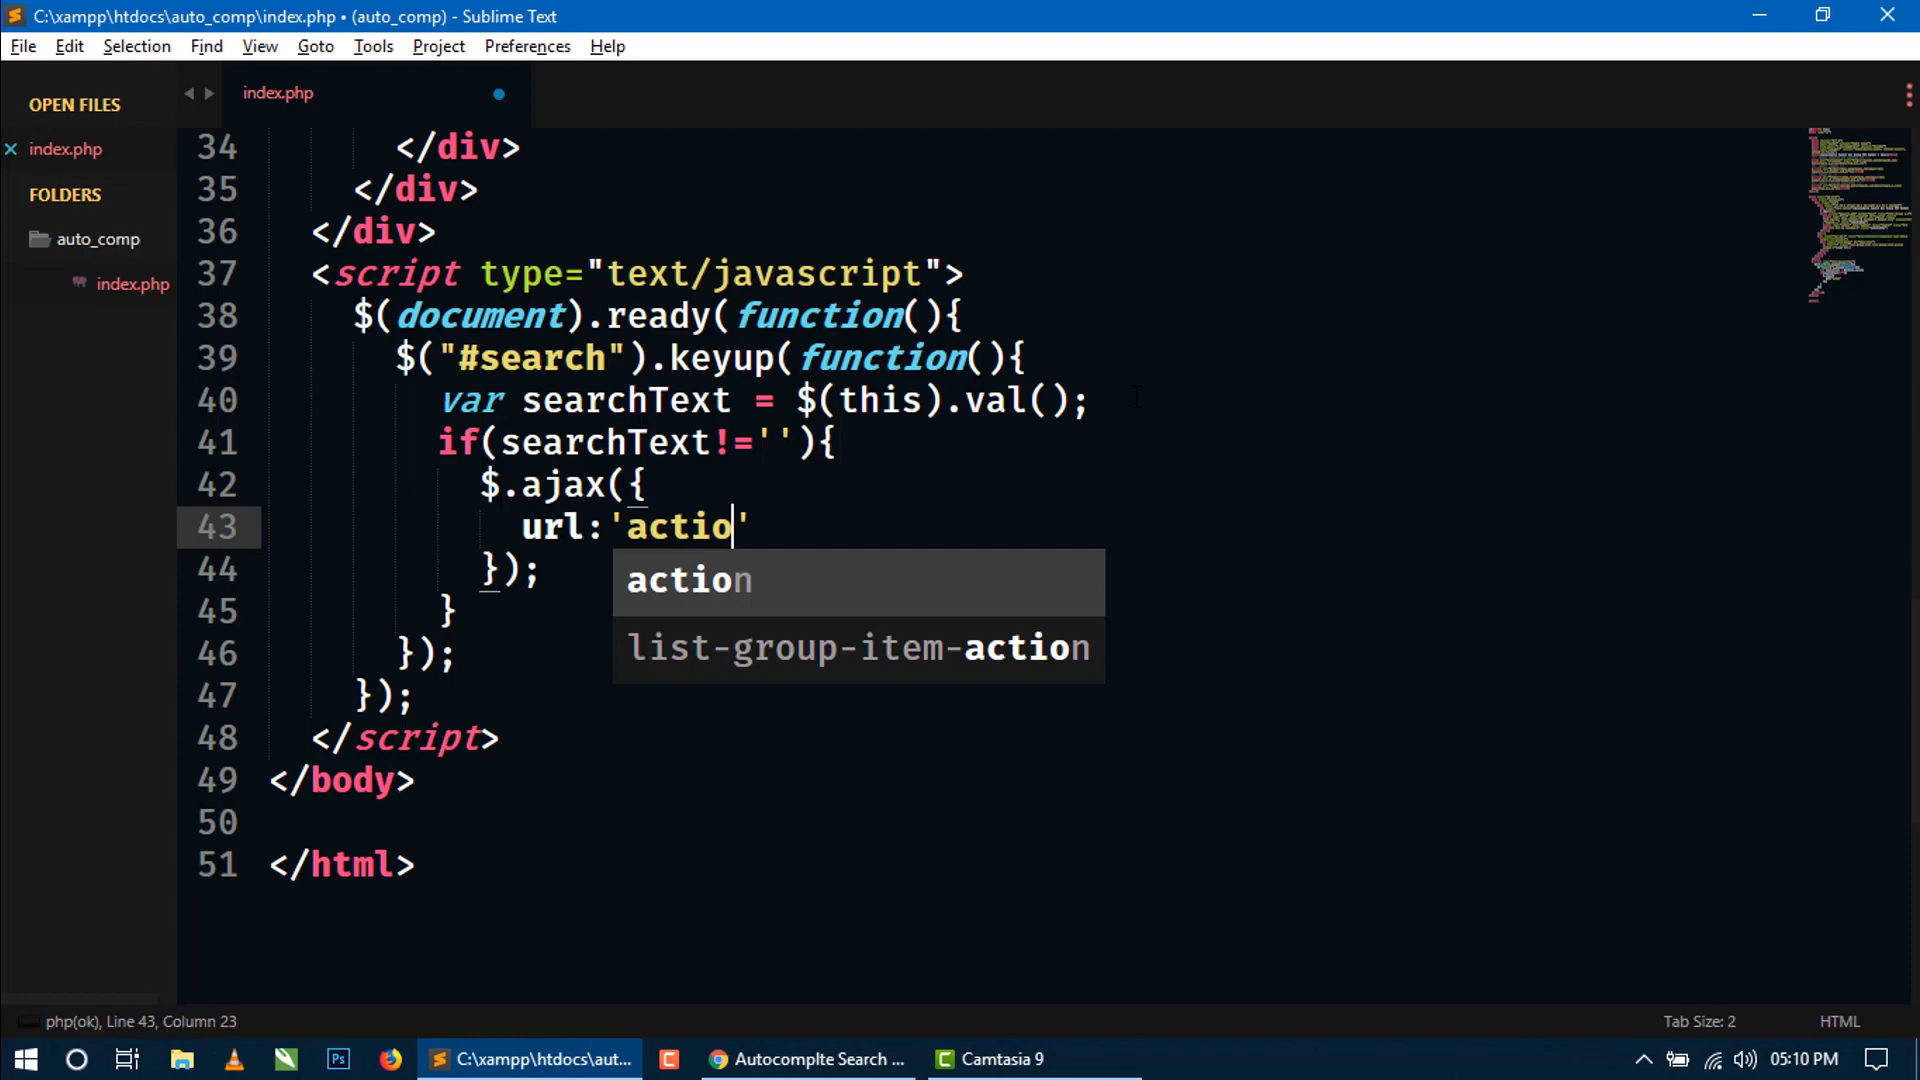 C:\xampp\htdocs\auto_comp\index.php • (auto_comp) - Sublime Text
File Edit Selection Find View Goto Tools Project Preferences Help
OPEN FILES
index.php
FOLDERS
auto_comp
index.php
index.php
34 </div>
35 </div>
36 </div>
37 <script type="text/javascript">
38 $(document).ready(function(){
39 $("#search").keyup(function(){
40 var searchText = $(this).val();
41 if(searchText!=''){
42 $.ajax({
43 url:'actio'
action
list-group-item-action
44 });
45 }
46 });
47 });
48 </script>
49 </body>
50
51 </html>
php(ok), Line 43, Column 23
Tab Size: 2
HTML
Ps
C:\xampp\htdocs\aut...
C
Autocomplte Search ...
C Camtasia 9
05:10 PM